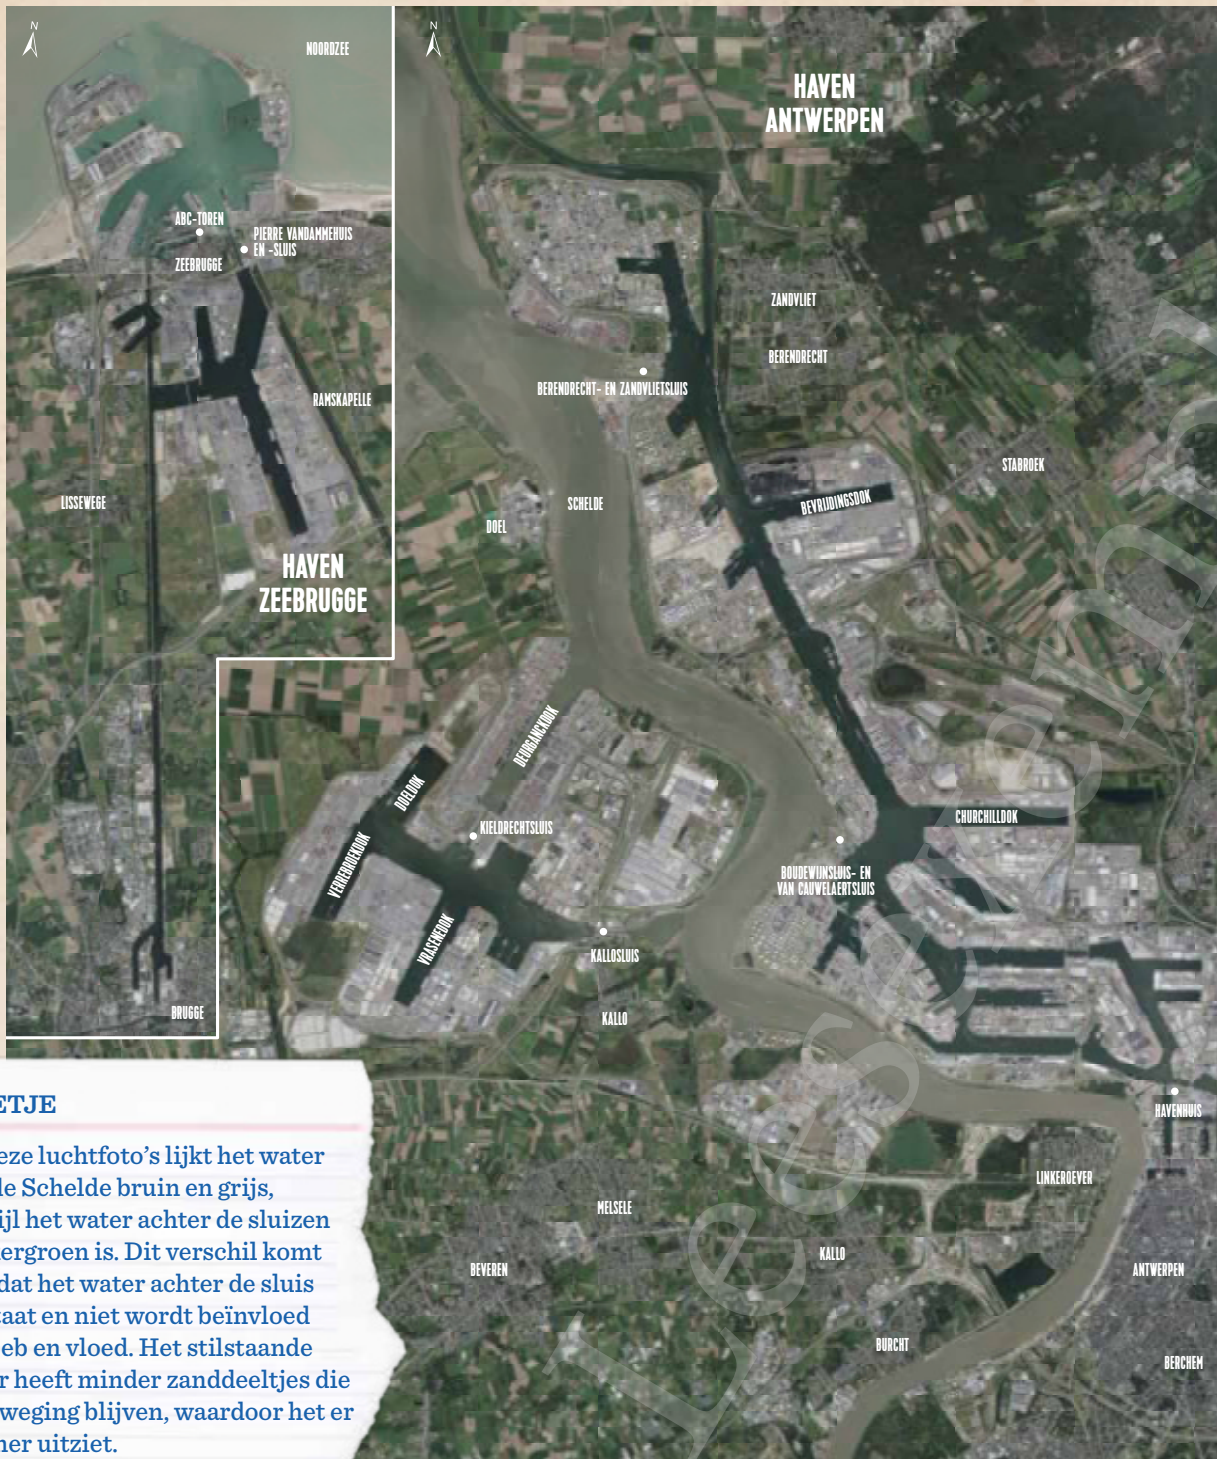 N
NOORDZEE
ABC-TOREN
PIERRE VANDAMMEHUIS
EN -SLUIS
ZEEBRUGGE
RAMSKAPELLE
LISSEWEGE
HAVEN
ZEEBRUGGE
BRUGGE
N
HAVEN
ANTWERPEN
ZANDVLIET
BERENDRECHT
BERENDRECHT- EN ZANDVLIETSLUIS
STABROEK
BEVRIJDINGSDOK
SCHELDE
DOEL
DEURGANCKDOK
DOELDOK
CHURCHILLDOK
KIELDRECHTSLUIS
VERREBROEKDOK
BOUDEWIJNSLUIS- EN
VAN CAUWELAERTSLUIS
VRASENEDOK
KALLOSLUIS
KALLO
HAVENHUIS
LINKEROEVER
MELSELE
KALLO
BEVEREN
ANTWERPEN
BURCHT
BERCHEM
ETJE
eze luchtfoto's lijkt het water
de Schelde bruin en grijs,
ijl het water achter de sluizen
ergroen is. Dit verschil komt
dat het water achter de sluis
aat en niet wordt beïnvloed
eb en vloed. Het stilstaande
r heeft minder zanddeeltjes die
weging blijven, waardoor het er
ner uitziet.
Leesexemp